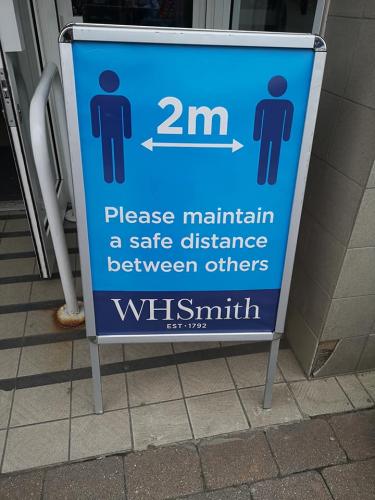 2m
Please maintain
a safe distance
between others
WHSmith
EST·1792